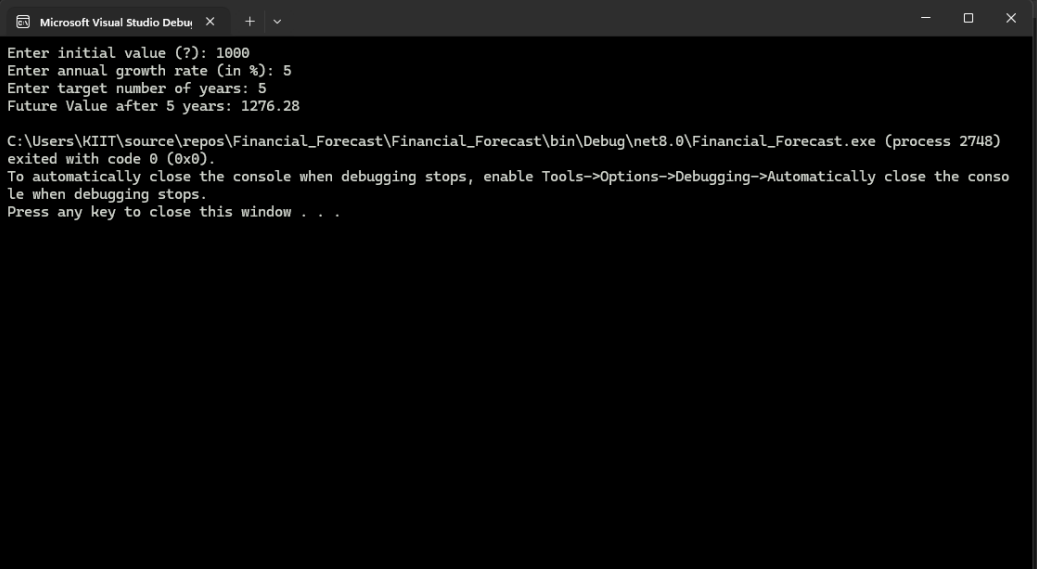 Microsoft Visual Studio Debu
Enter initial value (?): 1000
Enter annual growth rate (in %): 5
Enter target number of years: 5
Future Value after 5 years: 1276.28
C:\Users\KIIT\source\repos\Financial_Forecast\Financial_Forecast\bin\Debug\net8.0\Financial_Forecast.exe (process 2748)
exited with code 0 (0x0).
To automatically close the console when debugging stops, enable Tools->Options->Debugging->Automatically close the conso
le when debugging stops.
Press any key to close this window . . .